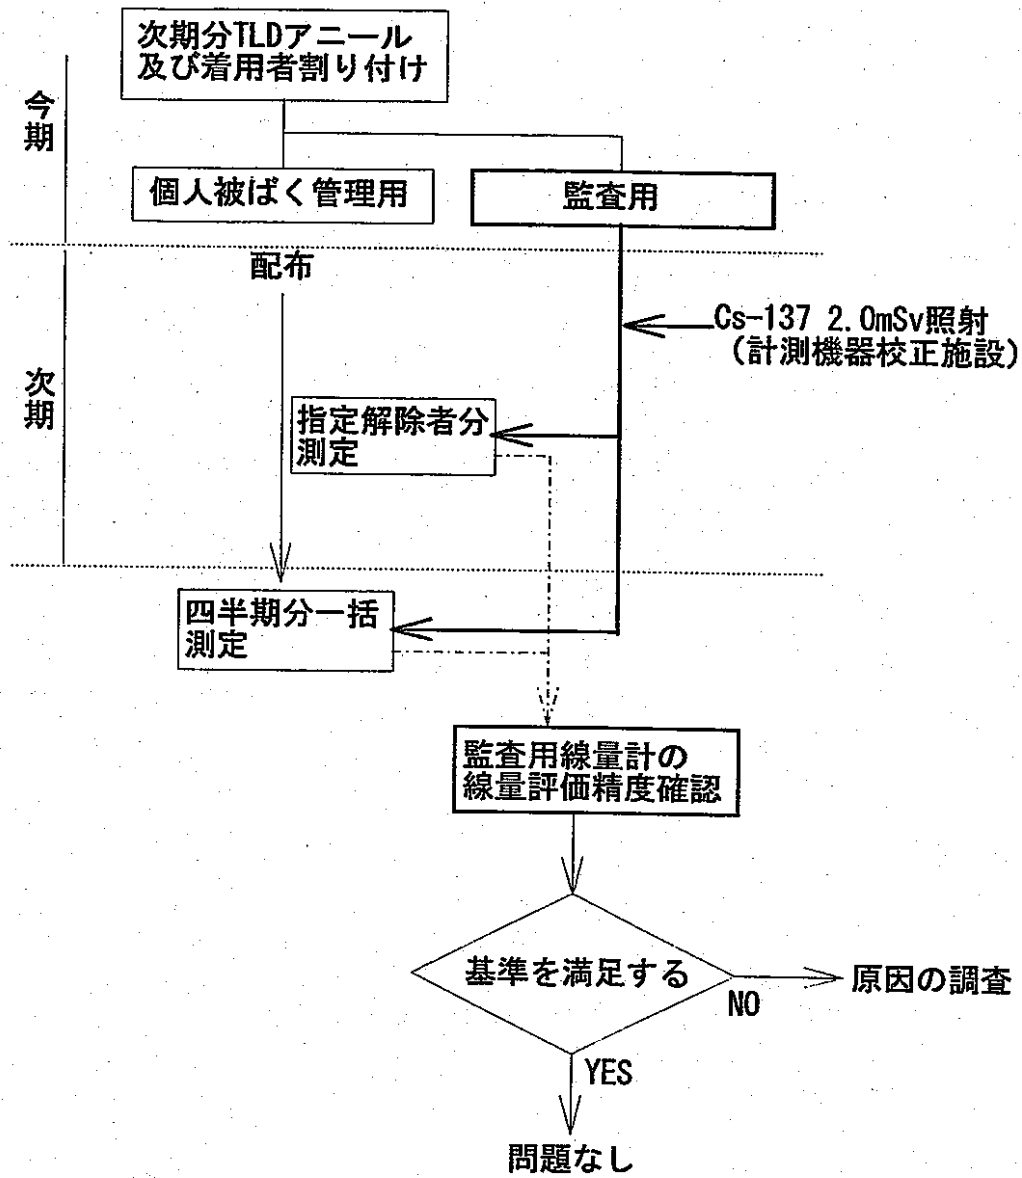 次期分TLDアニール
及び着用者割り付け
今期
個人被ばく管理用
監査用
配布
Cs-137 2.0mSv照射
(計測機器校正施設)
次期
指定解除者分
測定
四半期分一括
測定
監査用線量計の
線量評価精度確認
基準を満足する
NO
原因の調査
YES
問題なし